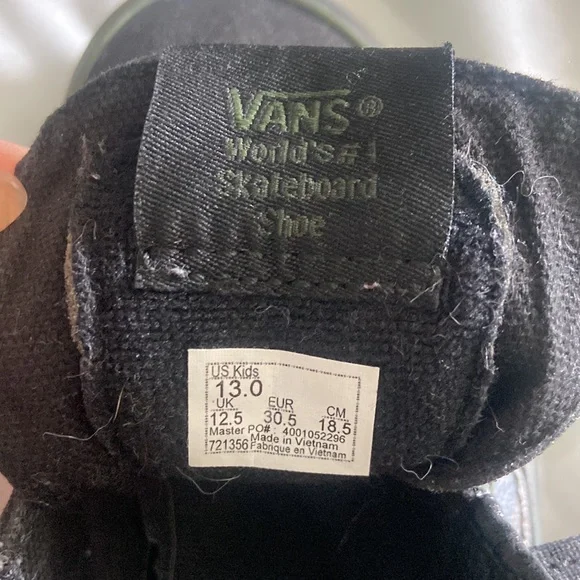 VANS®
World's #1
Skateboard
Shoe
US Kids
13.0
UK EUR CM
12.5 30.5 18.5
Master PO# : 4001052296
Made in Vietnam
721356 Fabrique en Vietnam